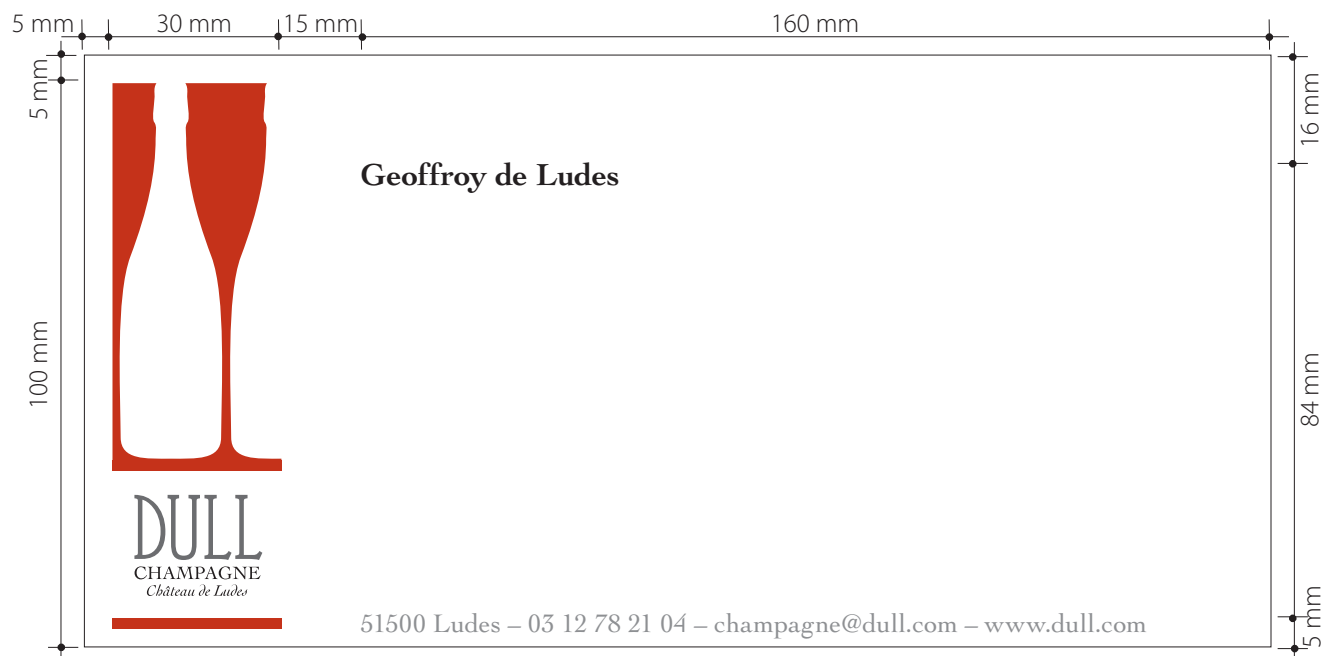 5 mm 30 mm 15 mm 160 mm
5 mm
16 mm
Geoffroy de Ludes
100 mm
84 mm
DULL
CHAMPAGNE
Château de Ludes
51500 Ludes – 03 12 78 21 04 – champagne@dull.com – www.dull.com
5 mm